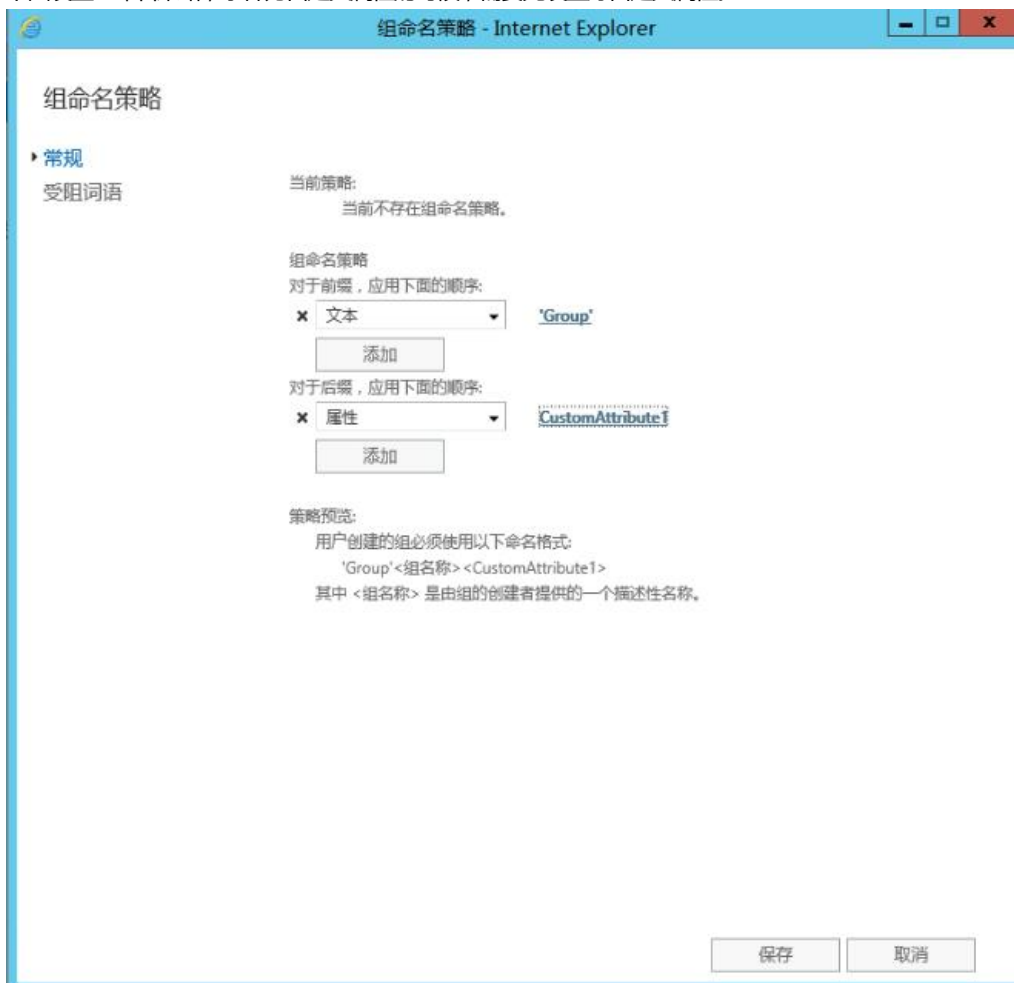 组命名策略 - Internet Explorer
组命名策略
常规
受阻词语
当前策略:
当前不存在组命名策略。
组命名策略
对于前缀，应用下面的顺序:
文本 'Group'
添加
对于后缀，应用下面的顺序:
属性 CustomAttribute1
添加
策略预览:
用户创建的组必须使用以下命名格式:
'Group'<组名称><CustomAttribute1>
其中 <组名称> 是由组的创建者提供的一个描述性名称。
保存 取消